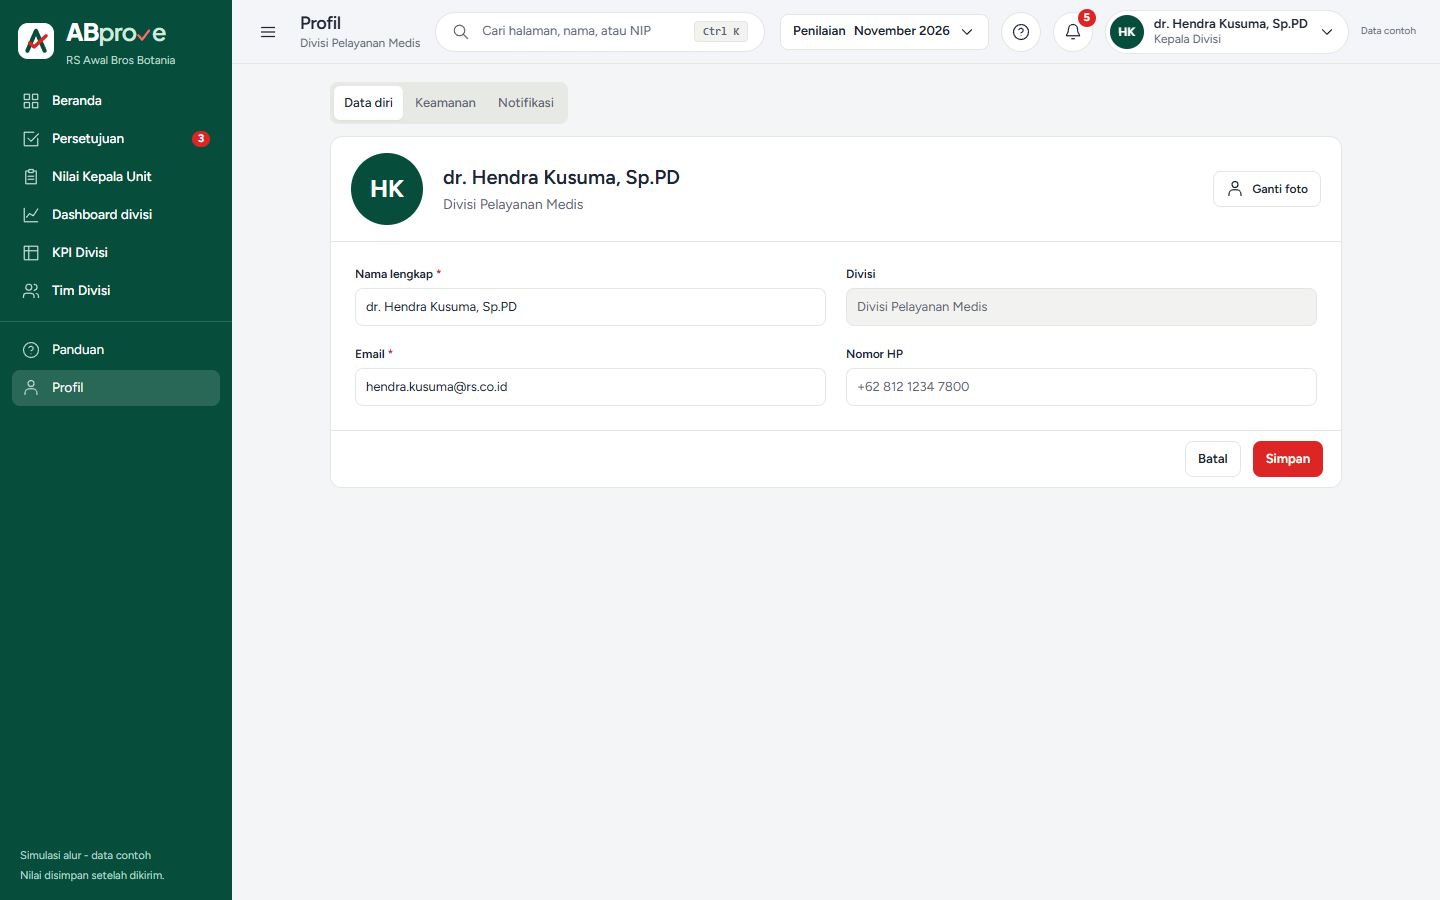 ABprove
RS Awal Bros Botania
Beranda
Persetujuan 3
Nilai Kepala Unit
Dashboard divisi
KPI Divisi
Tim Divisi
Panduan
Profil
Simulasi alur - data contoh
Nilai disimpan setelah dikirim.
Profil
Divisi Pelayanan Medis
Cari halaman, nama, atau NIP Ctrl K
Penilaian November 2026
5
HK
dr. Hendra Kusuma, Sp.PD
Kepala Divisi
Data contoh
Data diri Keamanan Notifikasi
HK
dr. Hendra Kusuma, Sp.PD
Divisi Pelayanan Medis
Ganti foto
Nama lengkap *
dr. Hendra Kusuma, Sp.PD
Divisi
Divisi Pelayanan Medis
Email *
hendra.kusuma@rs.co.id
Nomor HP
+62 812 1234 7800
Batal Simpan